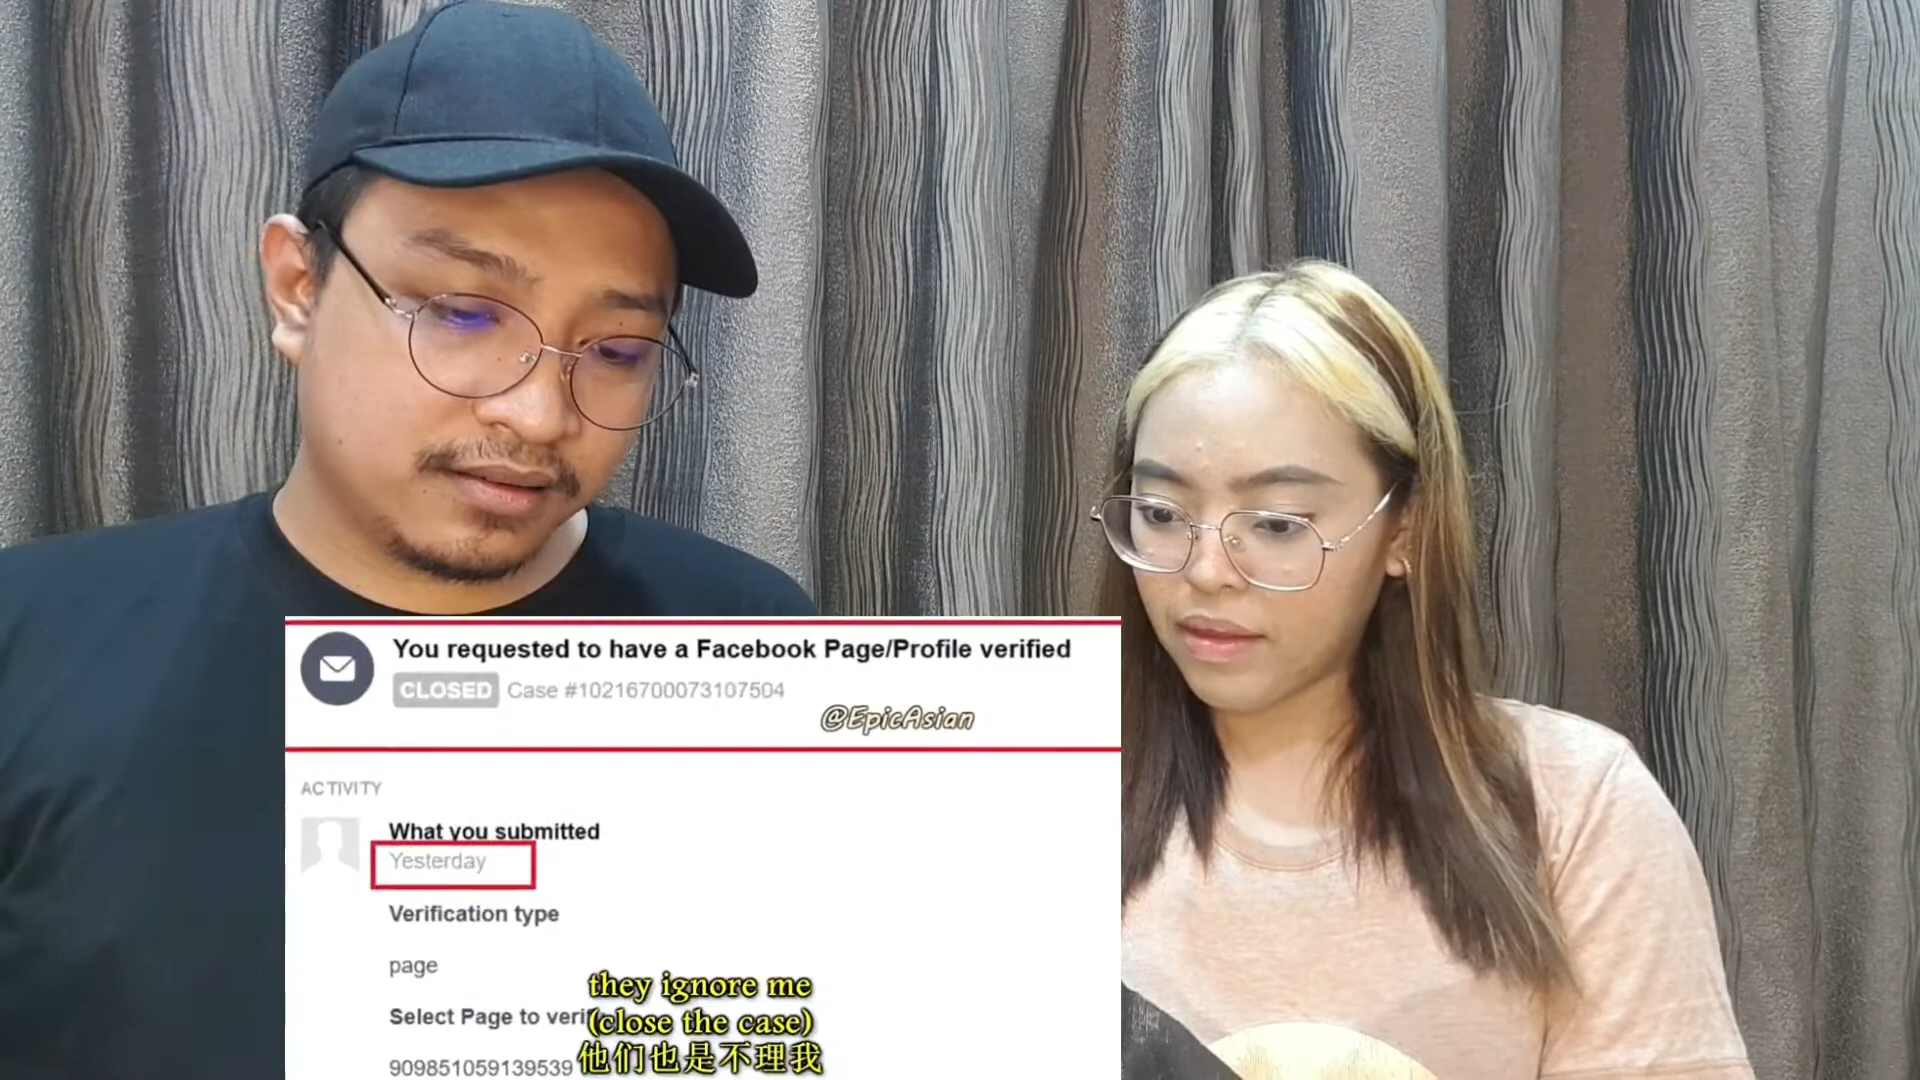 You requested to have a Facebook Page/Profile verified
CLOSED Case #10216700073107504
@EpicAsian
ACTIVITY
What you submitted
Yesterday
Verification type
page
Select Page to veri
909851059139539
they ignore me
(close the case)
他们也是不理我